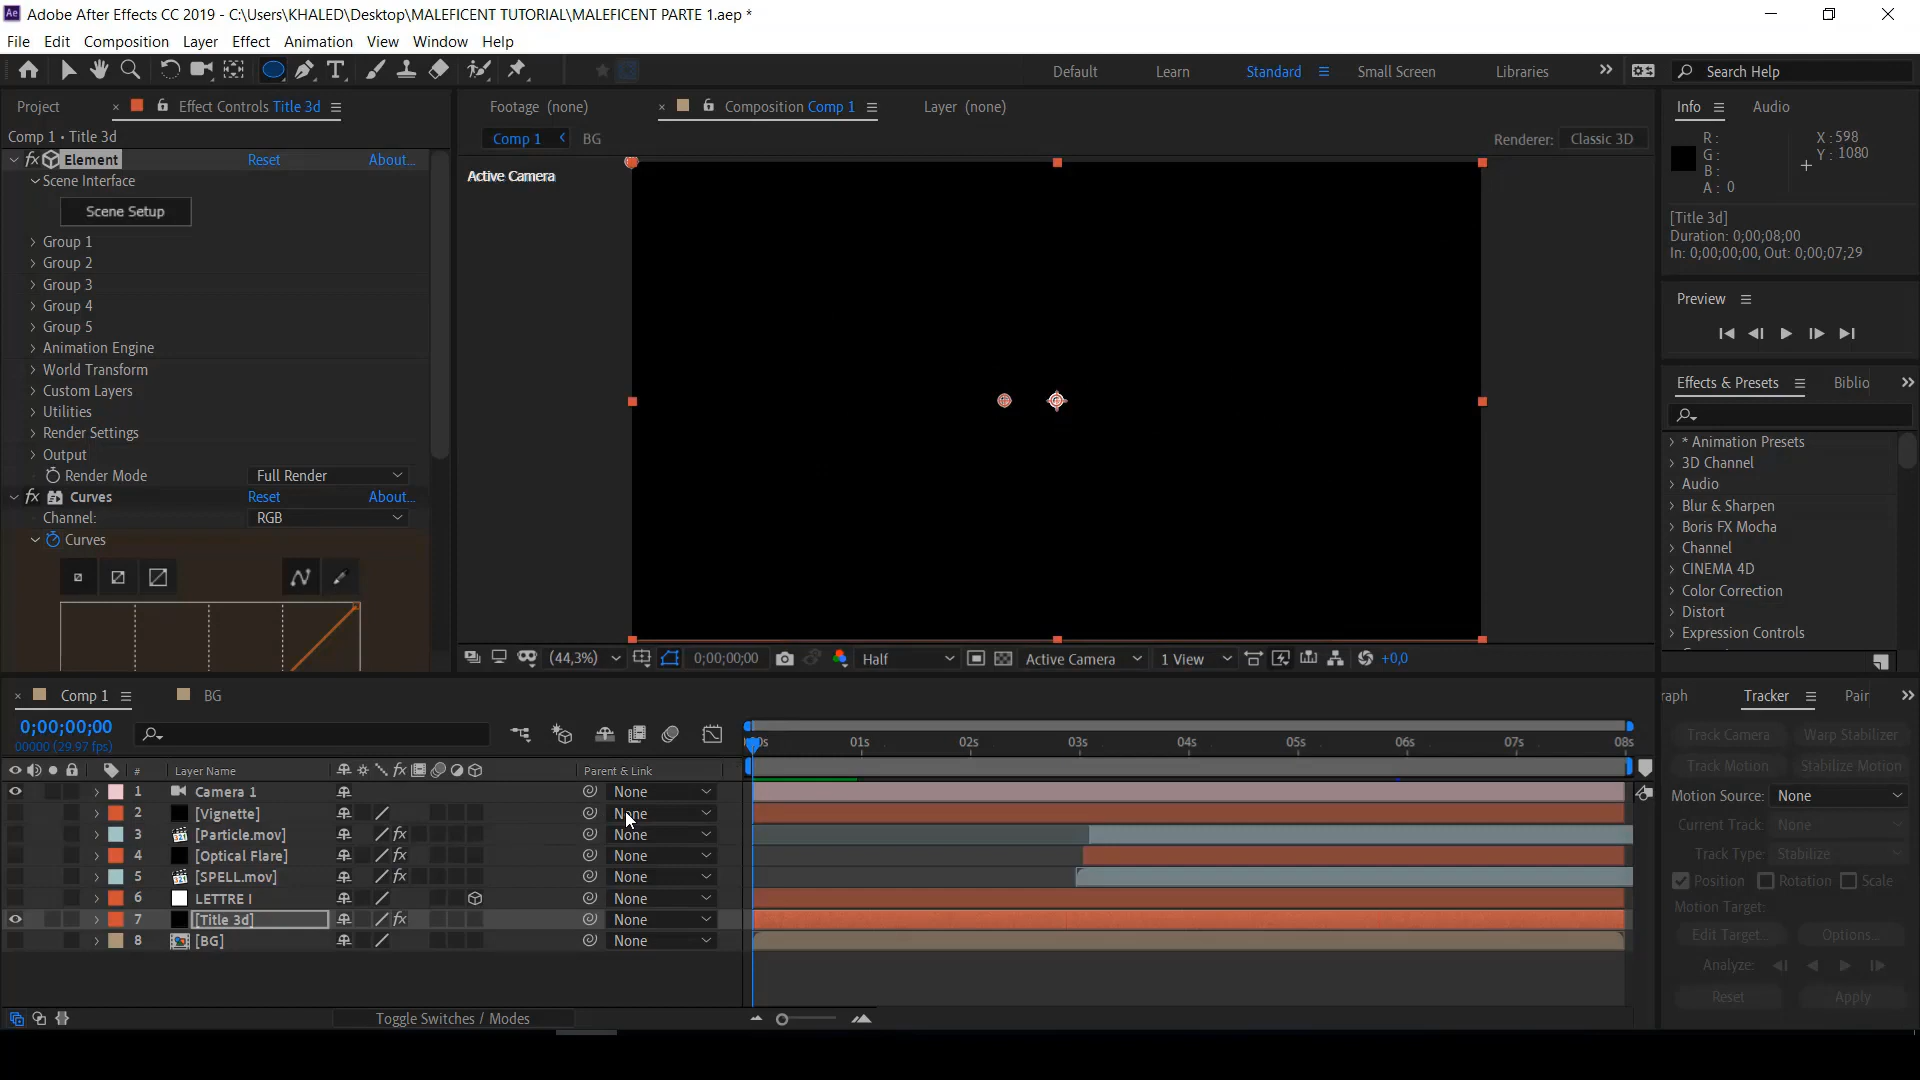 Adobe After Effects CC 2019 - C:\Users\KHALED\Desktop\MALEFICENT TUTORIAL\MALEFICENT PARTE 1.aep *
File Edit Composition Layer Effect Animation View Window Help
Default Learn Standard Small Screen Libraries Search Help
Project Effect Controls Title 3d Footage (none) Composition Comp 1 Layer (none) Info Audio
Comp 1 • Title 3d Comp 1 BG Renderer: Classic 3D
R: X: 598
G: Y: 1080
B:
A: 0
fx Element Reset About...
Scene Interface
Active Camera
Scene Setup
[Title 3d]
Duration: 0;00;08;00
In: 0;00;00;00, Out: 0;00;07;29
Group 1
Group 2
Group 3
Group 4
Group 5
Preview
Animation Engine
World Transform
Custom Layers
Utilities
Render Settings
Output
Render Mode Full Render
fx Curves Reset About...
Channel: RGB
Curves
Effects & Presets Biblio
* Animation Presets
3D Channel
Audio
Blur & Sharpen
Boris FX Mocha
Channel
CINEMA 4D
Color Correction
Distort
Expression Controls
(44,3%) 0;00;00;00 Half Active Camera 1 View +0,0
Comp 1 BG
0;00;00;00
00000 (29.97 fps)
01s 02s 03s 04s 05s 06s 07s 08s
# Layer Name fx Parent & Link
1 Camera 1 None
2 [Vignette] None
3 [Particle.mov] fx None
4 [Optical Flare] fx None
5 [SPELL.mov] fx None
6 LETTRE I None
7 [Title 3d] fx None
8 [BG] None
Toggle Switches / Modes
raph Tracker Par
Track Camera Warp Stabilizer
Track Motion Stabilize Motion
Motion Source: None
Current Track: None
Track Type: Stabilize
Position Rotation Scale
Motion Target:
Edit Target... Options...
Analyze:
Reset Apply